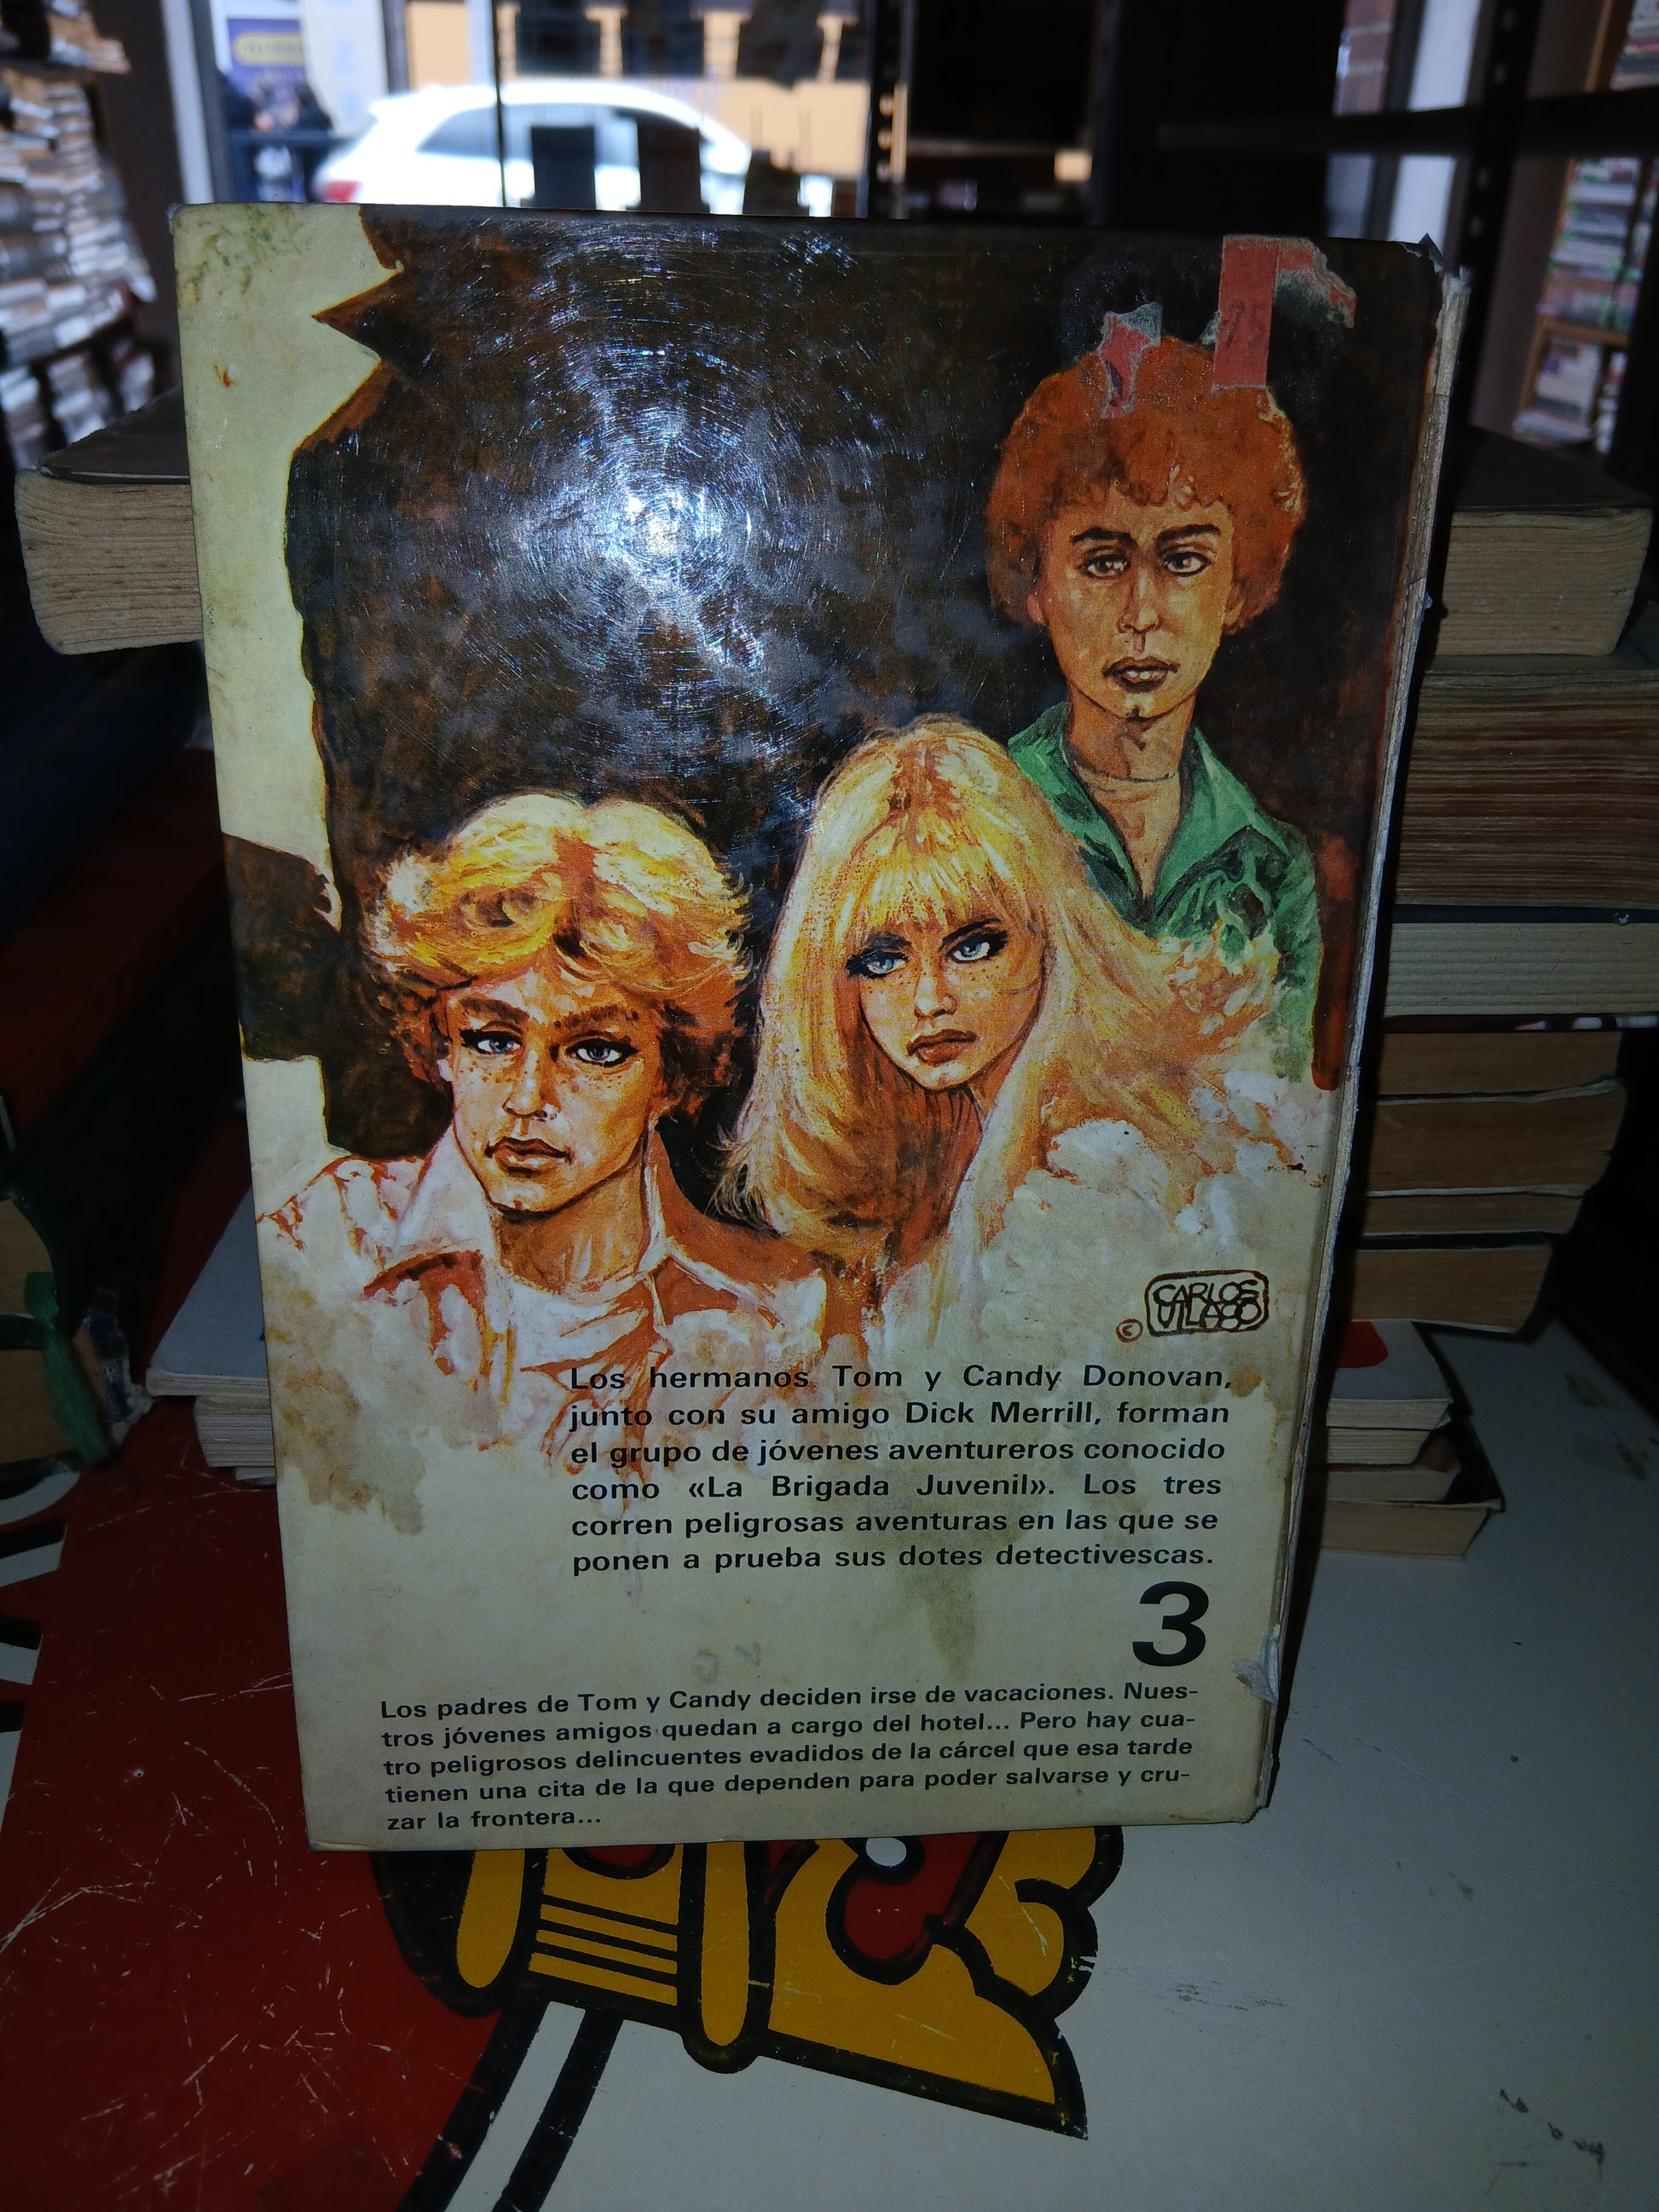 75
CARLOS
©
Los hermanos Tom y Candy Donovan,
junto con su amigo Dick Merrill, forman
el grupo de jóvenes aventureros conocido
como «La Brigada Juvenil». Los tres
corren peligrosas aventuras en las que se
ponen a prueba sus dotes detectivescas.
3
Los padres de Tom y Candy deciden irse de vacaciones. Nues-
tros jóvenes amigos quedan a cargo del hotel... Pero hay cua-
tro peligrosos delincuentes evadidos de la cárcel que esa tarde
tienen una cita de la que dependen para poder salvarse y cru-
zar la frontera...